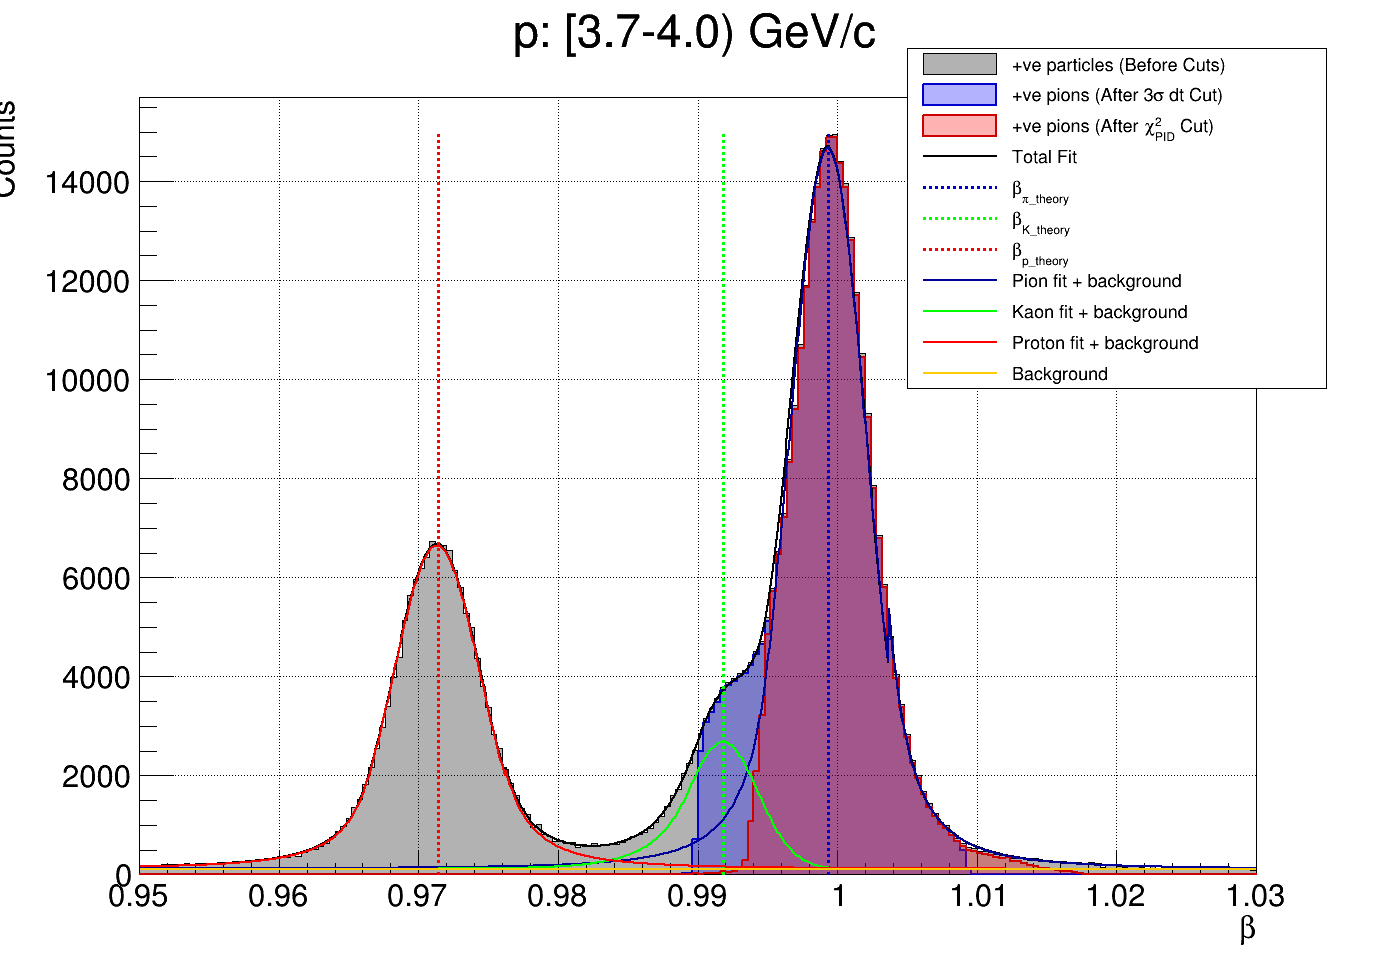 p: [3.7-4.0) GeV/c
+ve particles (Before Cuts)
+ve pions (After 3σ dt Cut)
+ve pions (After χ²PID Cut)
Total Fit
βπ_theory
βK_theory
βp_theory
Pion fit + background
Kaon fit + background
Proton fit + background
Background
Counts
14000
12000
10000
8000
6000
4000
2000
0
0.95 0.96 0.97 0.98 0.99 1 1.01 1.02 1.03
β